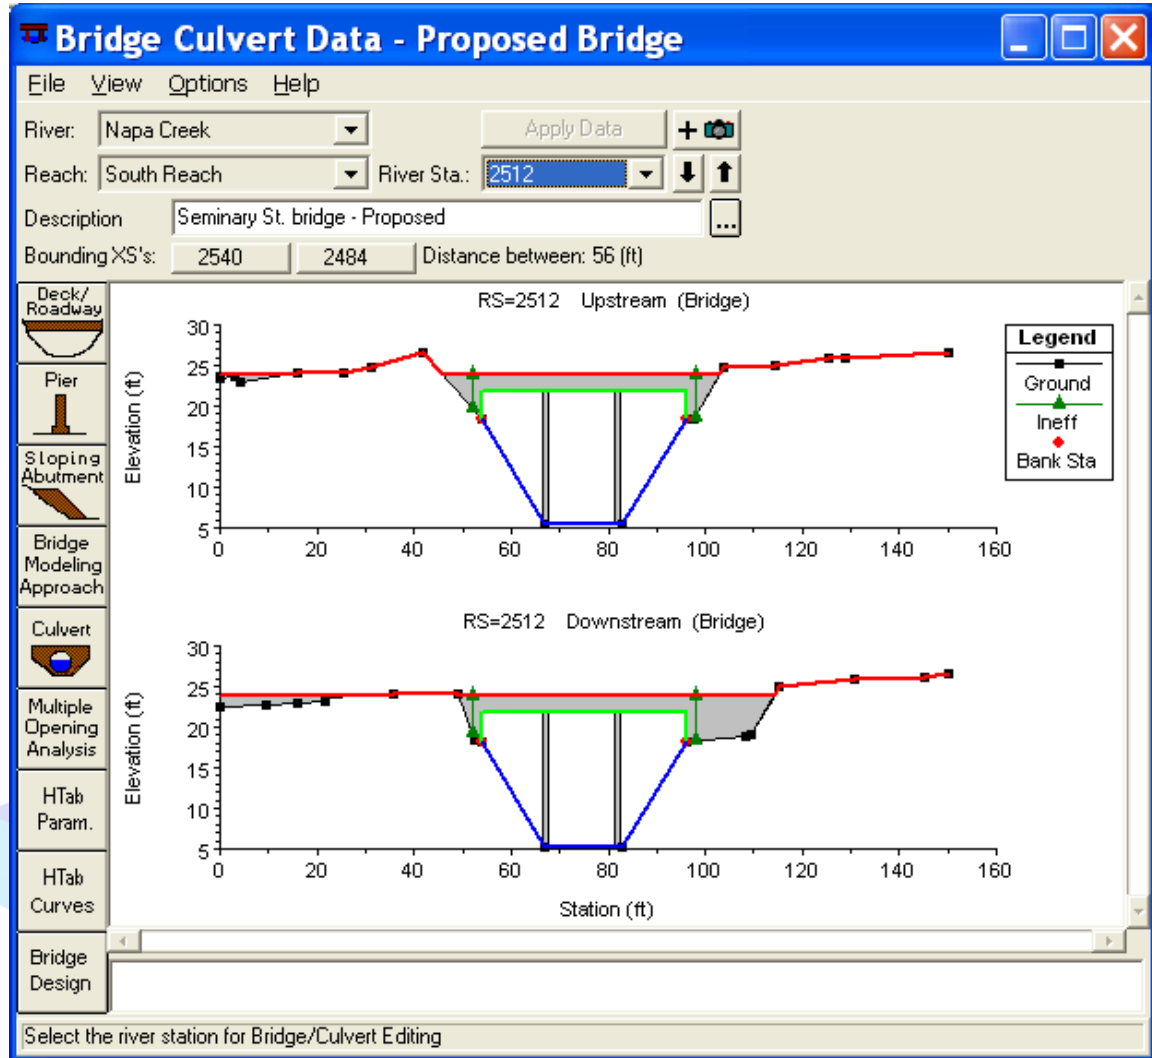 Bridge Culvert Data - Proposed Bridge
File View Options Help
River: Napa Creek Apply Data +
Reach: South Reach River Sta.: 2512
Description Seminary St. bridge - Proposed ...
Bounding XS's: 2540 2484 Distance between: 56 (ft)
Deck/
Roadway
Pier
Sloping
Abutment
Bridge
Modeling
Approach
Culvert
Multiple
Opening
Analysis
HTab
Param.
HTab
Curves
Bridge
Design
RS=2512 Upstream (Bridge)
30
25
20
15
10
5
Elevation (ft)
0 20 40 60 80 100 120 140 160
Legend
Ground
Ineff
Bank Sta
RS=2512 Downstream (Bridge)
30
25
20
15
10
5
Elevation (ft)
0 20 40 60 80 100 120 140 160
Station (ft)
Select the river station for Bridge/Culvert Editing